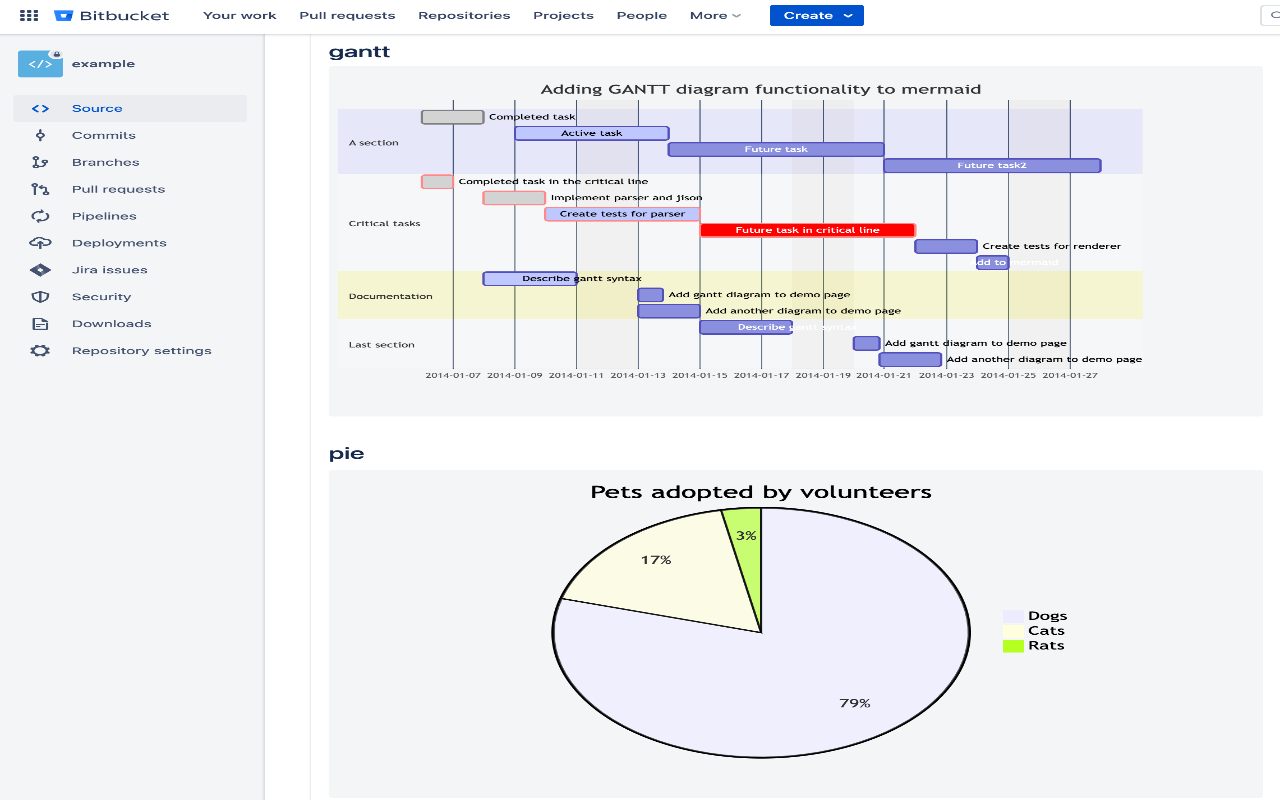 Bitbucket Your work Pull requests Repositories Projects People More Create
</> example
Source
Commits
Branches
Pull requests
Pipelines
Deployments
Jira issues
Security
Downloads
Repository settings
gantt
Adding GANTT diagram functionality to mermaid
A section
Completed task
Active task
Future task
Future task2
Critical tasks
Completed task in the critical line
Implement parser and jison
Create tests for parser
Future task in critical line
Create tests for renderer
Add to mermaid
Documentation
Describe gantt syntax
Add gantt diagram to demo page
Add another diagram to demo page
Last section
Describe gantt syntax
Add gantt diagram to demo page
Add another diagram to demo page
2014-01-07 2014-01-09 2014-01-11 2014-01-13 2014-01-15 2014-01-17 2014-01-19 2014-01-21 2014-01-23 2014-01-25 2014-01-27
pie
Pets adopted by volunteers
3%
17%
79%
Dogs
Cats
Rats